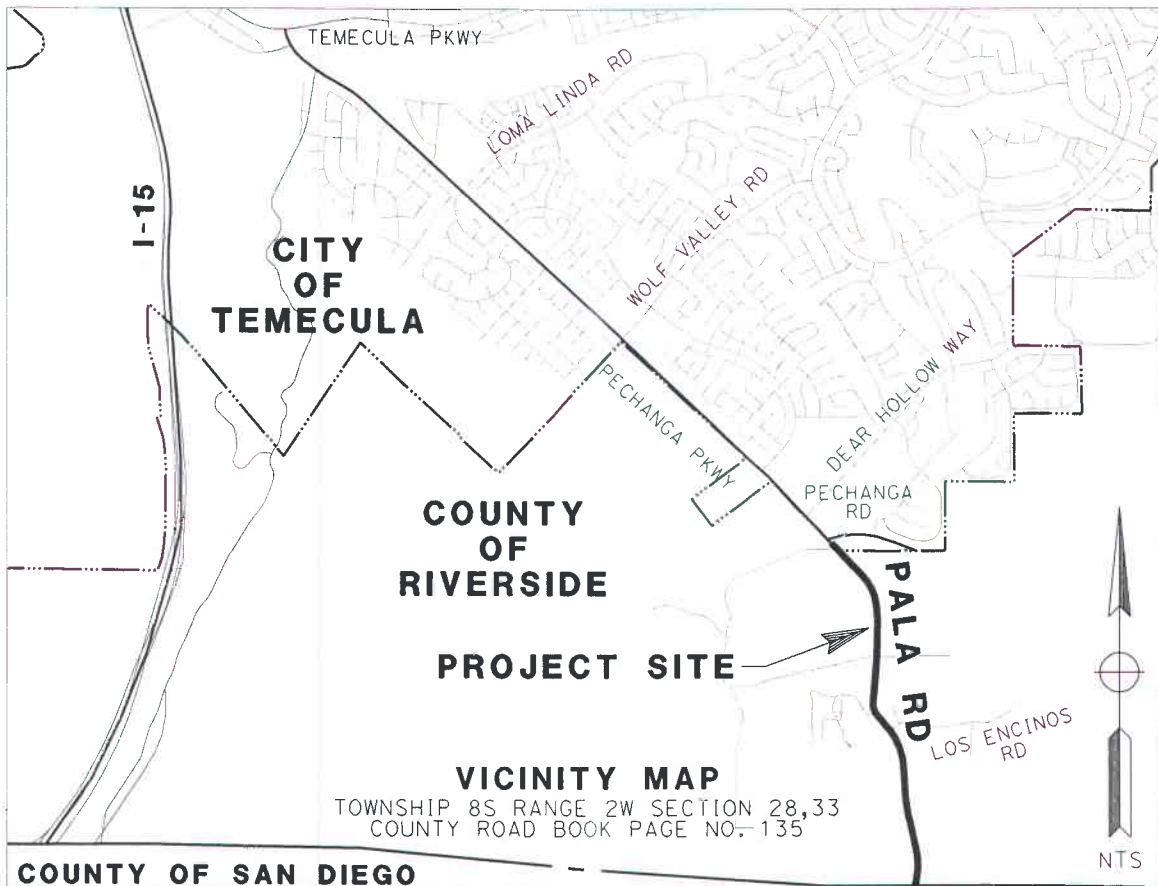 TEMECULA PKWY
LOMA LINDA RD
I-15
WOLF VALLEY RD
CITY
OF
TEMECULA
PECHANGA PKWY
DEAR HOLLOW WAY
PECHANGA
RD
COUNTY
OF
RIVERSIDE
PALA RD
PROJECT SITE
LOS ENCINOS
RD
VICINITY MAP
TOWNSHIP 8S RANGE 2W SECTION 28,33
COUNTY ROAD BOOK PAGE NO. 135
NTS
COUNTY OF SAN DIEGO